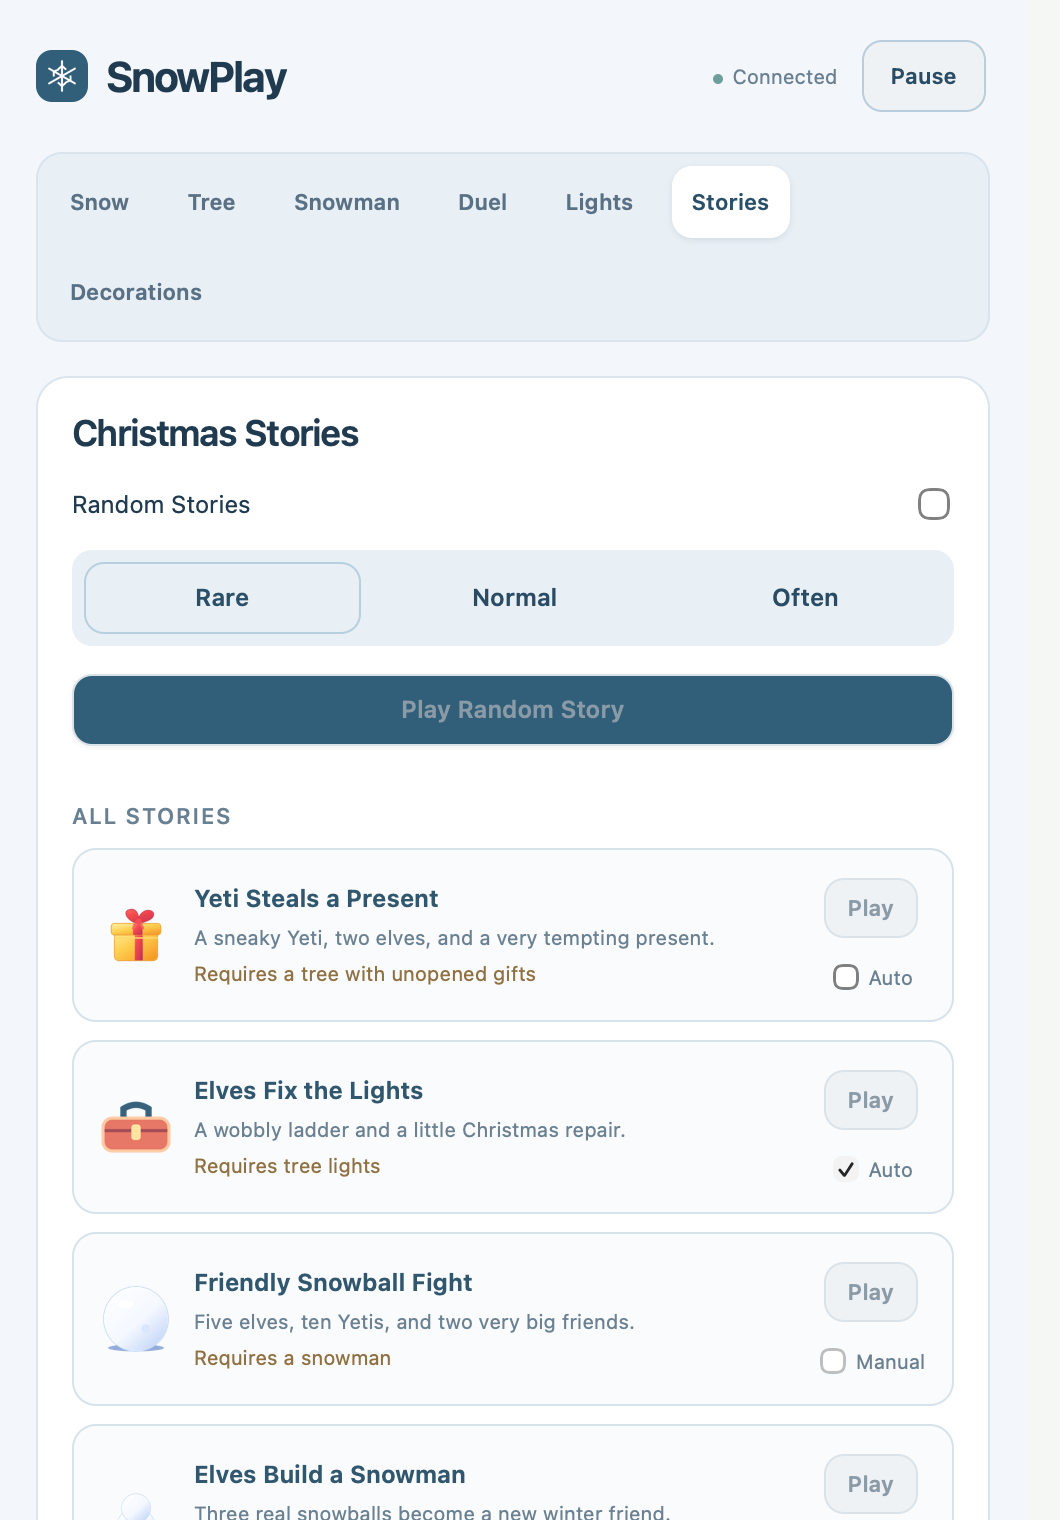 SnowPlay
Connected
Pause
Snow
Tree
Snowman
Duel
Lights
Stories
Decorations
Christmas Stories
Random Stories
Rare
Normal
Often
Play Random Story
ALL STORIES
Yeti Steals a Present
A sneaky Yeti, two elves, and a very tempting present.
Requires a tree with unopened gifts
Play
Auto
Elves Fix the Lights
A wobbly ladder and a little Christmas repair.
Requires tree lights
Play
Auto
Friendly Snowball Fight
Five elves, ten Yetis, and two very big friends.
Requires a snowman
Play
Manual
Elves Build a Snowman
Three real snowballs become a new winter friend.
Play